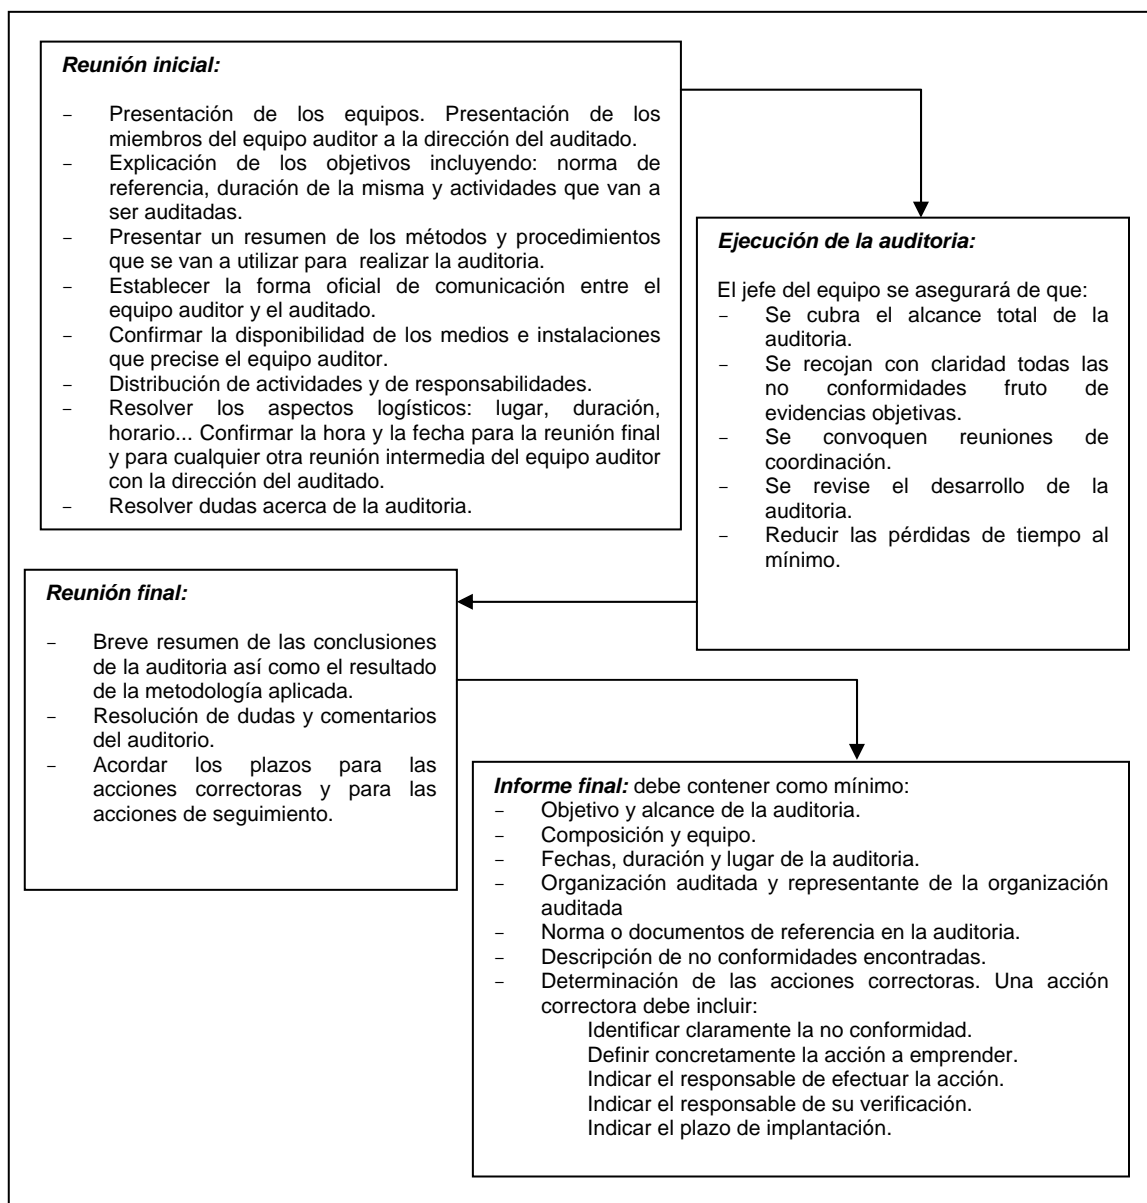 Reunión inicial:
- Presentación de los equipos. Presentación de los
miembros del equipo auditor a la dirección del auditado.
- Explicación de los objetivos incluyendo: norma de
referencia, duración de la misma y actividades que van a
ser auditadas.
- Presentar un resumen de los métodos y procedimientos
que se van a utilizar para realizar la auditoria.
- Establecer la forma oficial de comunicación entre el
equipo auditor y el auditado.
- Confirmar la disponibilidad de los medios e instalaciones
que precise el equipo auditor.
- Distribución de actividades y de responsabilidades.
- Resolver los aspectos logísticos: lugar, duración,
horario... Confirmar la hora y la fecha para la reunión final
y para cualquier otra reunión intermedia del equipo auditor
con la dirección del auditado.
- Resolver dudas acerca de la auditoria.
Ejecución de la auditoria:
El jefe del equipo se asegurará de que:
- Se cubra el alcance total de la
auditoria.
- Se recojan con claridad todas las
no conformidades fruto de
evidencias objetivas.
- Se convoquen reuniones de
coordinación.
- Se revise el desarrollo de la
auditoria.
- Reducir las pérdidas de tiempo al
mínimo.
Reunión final:
- Breve resumen de las conclusiones
de la auditoria así como el resultado
de la metodología aplicada.
- Resolución de dudas y comentarios
del auditorio.
- Acordar los plazos para las
acciones correctoras y para las
acciones de seguimiento.
Informe final: debe contener como mínimo:
- Objetivo y alcance de la auditoria.
- Composición y equipo.
- Fechas, duración y lugar de la auditoria.
- Organización auditada y representante de la organización
auditada
- Norma o documentos de referencia en la auditoria.
- Descripción de no conformidades encontradas.
- Determinación de las acciones correctoras. Una acción
correctora debe incluir:
Identificar claramente la no conformidad.
Definir concretamente la acción a emprender.
Indicar el responsable de efectuar la acción.
Indicar el responsable de su verificación.
Indicar el plazo de implantación.